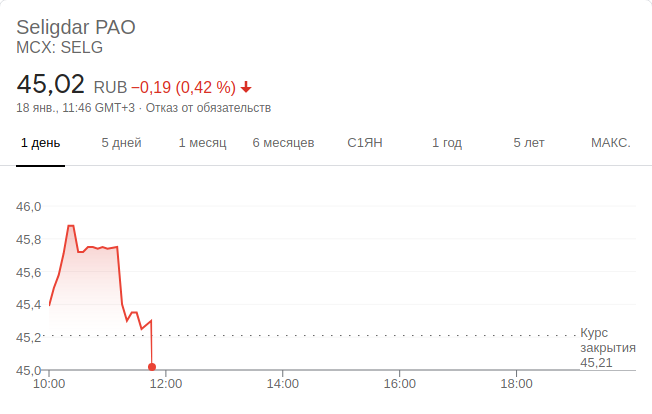 Seligdar PAO
MCX: SELG
45,02 RUB −0,19 (0,42 %)
18 янв., 11:46 GMT+3 · Отказ от обязательств
1 день 5 дней 1 месяц 6 месяцев С1ЯН 1 год 5 лет МАКС.
46,0
45,8
45,6
45,4
45,2
45,0
Курс
закрытия
45,21
10:00 12:00 14:00 16:00 18:00